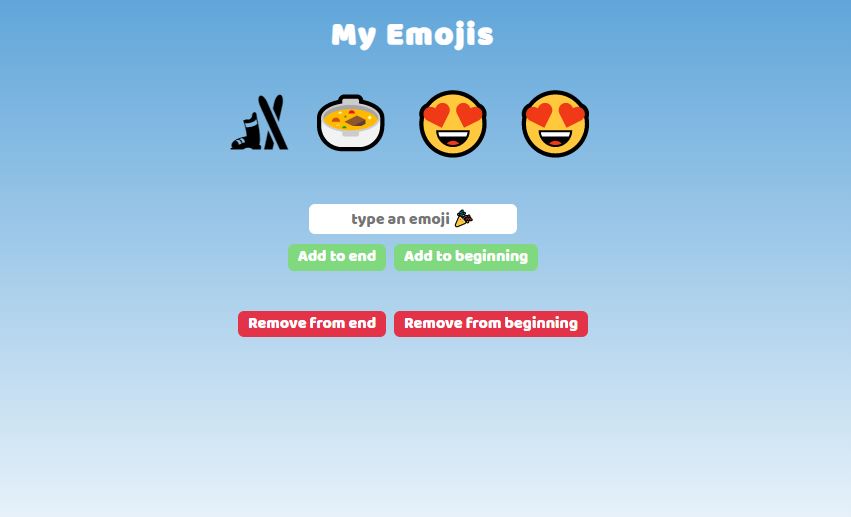 My Emojis
type an emoji 🎉
Add to end
Add to beginning
Remove from end
Remove from beginning